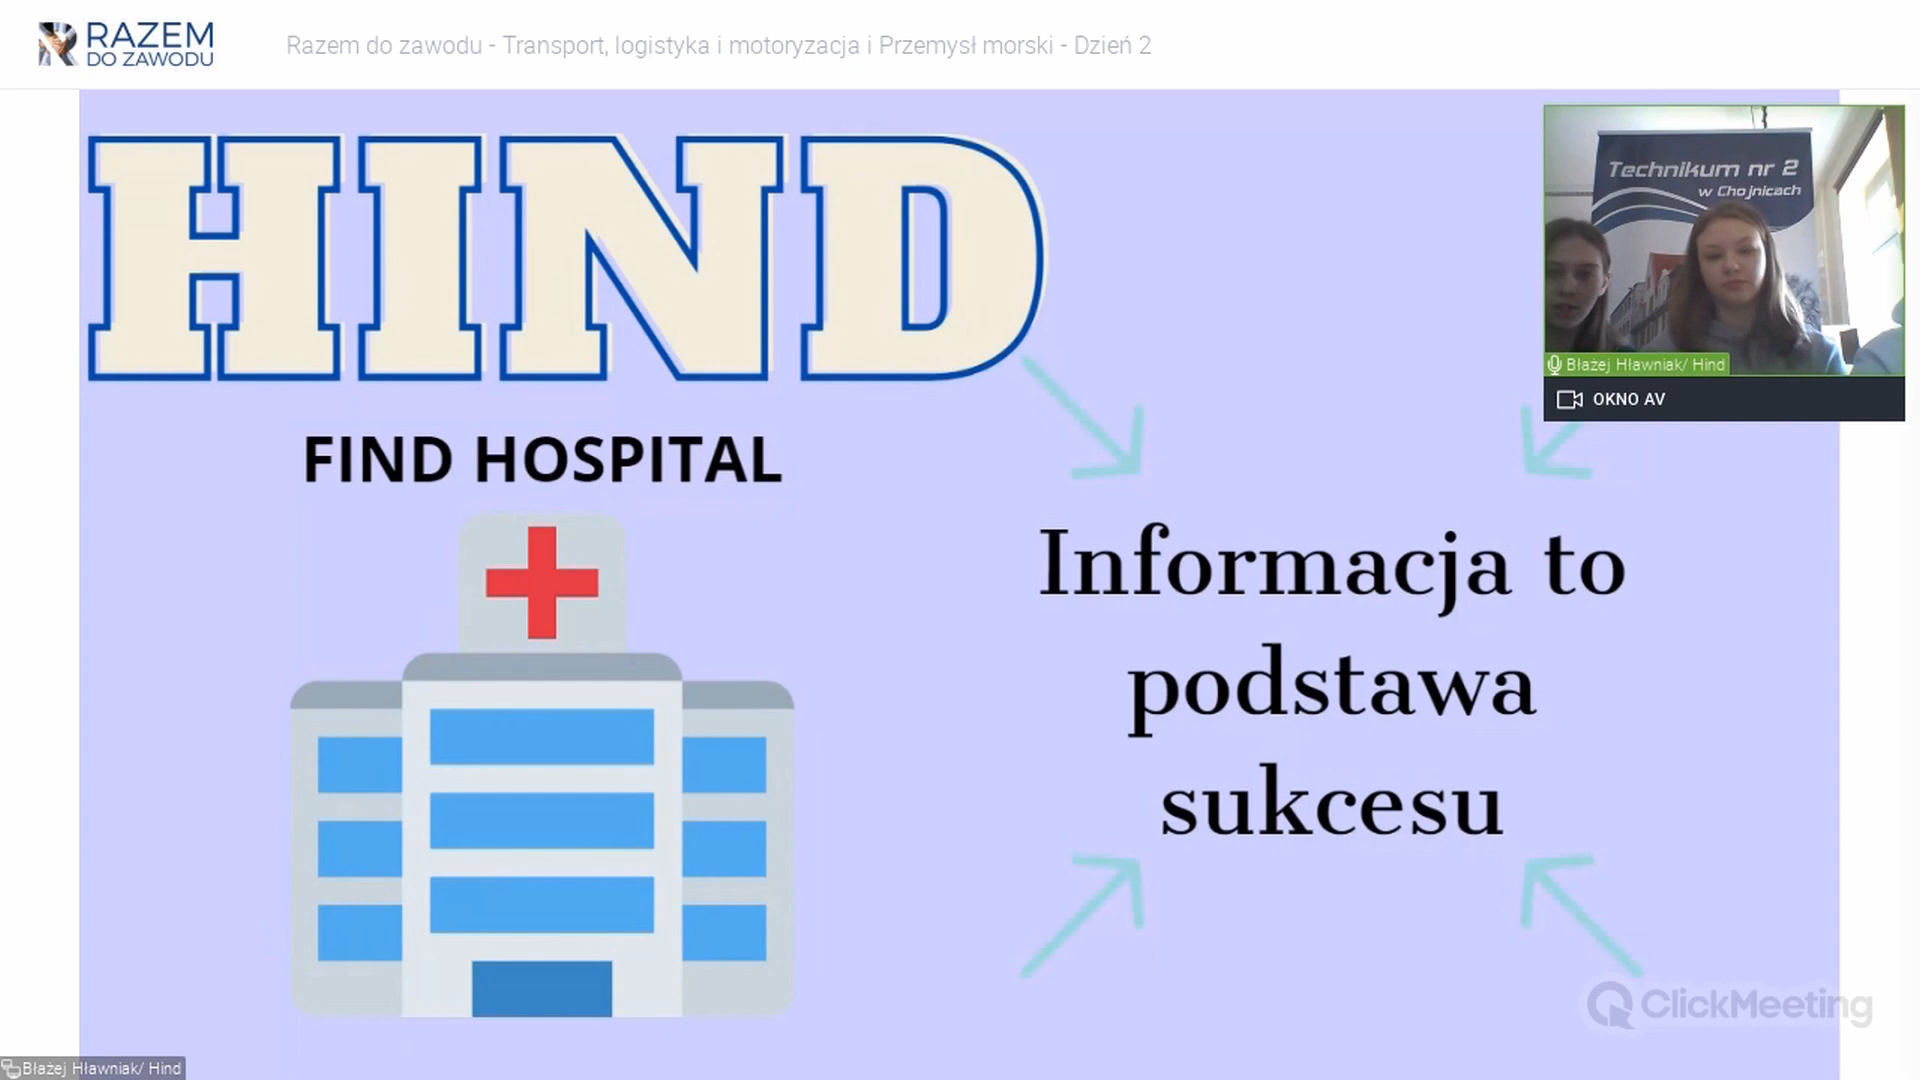 RAZEM
DO ZAWODU
Razem do zawodu - Transport, logistyka i motoryzacja i Przemysł morski - Dzień 2
HIND
Technikum nr 2
w Chojnicach
Błażej Hławniak/ Hind
OKNO AV
FIND HOSPITAL
Informacja to
podstawa
sukcesu
ClickMeeting
Błażej Hławniak/ Hind